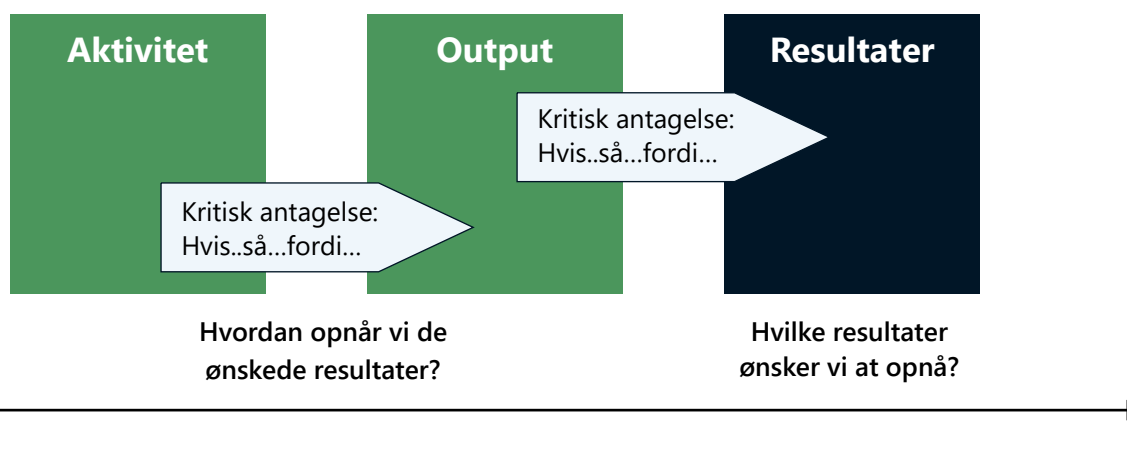 Aktivitet
Output
Resultater
Kritisk antagelse:
Hvis..så...fordi...
Kritisk antagelse:
Hvis..så...fordi...
Hvordan opnår vi de
ønskede resultater?
Hvilke resultater
ønsker vi at opnå?